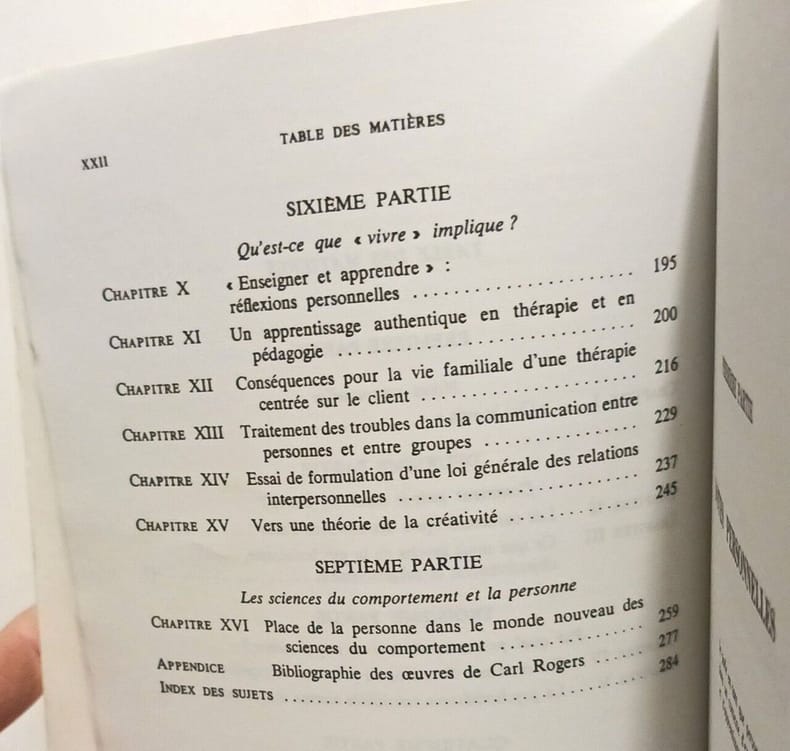 TABLE DES MATIÈRES
XXII
SIXIÈME PARTIE
Qu'est-ce que « vivre » implique ?
CHAPITRE X « Enseigner et apprendre » :
réflexions personnelles . . . . . . . . . . . . . . . . . . . . . . 195
CHAPITRE XI Un apprentissage authentique en thérapie et en
pédagogie . . . . . . . . . . . . . . . . . . . . . . . . . . . . . 200
CHAPITRE XII Conséquences pour la vie familiale d'une thérapie
centrée sur le client . . . . . . . . . . . . . . . . . . . . . 216
CHAPITRE XIII Traitement des troubles dans la communication entre
personnes et entre groupes . . . . . . . . . . . . . . . 229
CHAPITRE XIV Essai de formulation d'une loi générale des relations
interpersonnelles . . . . . . . . . . . . . . . . . . . . . . . 237
CHAPITRE XV Vers une théorie de la créativité . . . . . . . . . . . . 245
SEPTIÈME PARTIE
Les sciences du comportement et la personne
CHAPITRE XVI Place de la personne dans le monde nouveau des
sciences du comportement . . . . . . . . . . . . . . 259
APPENDICE Bibliographie des œuvres de Carl Rogers . . . . . . 277
INDEX DES SUJETS . . . . . . . . . . . . . . . . . . . . . . . . . . . . . . . . . . . 284
PARTIE
PERSONNELLES